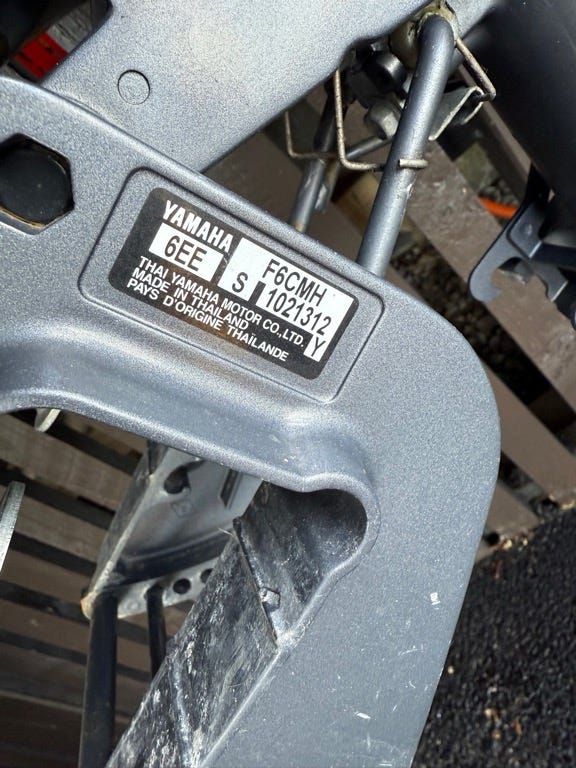 YAMAHA
6EE F6CMH
S 1021312
THAI YAMAHA MOTOR CO., LTD. Y
MADE IN THAILAND
PAYS D'ORIGINE THAÏLANDE